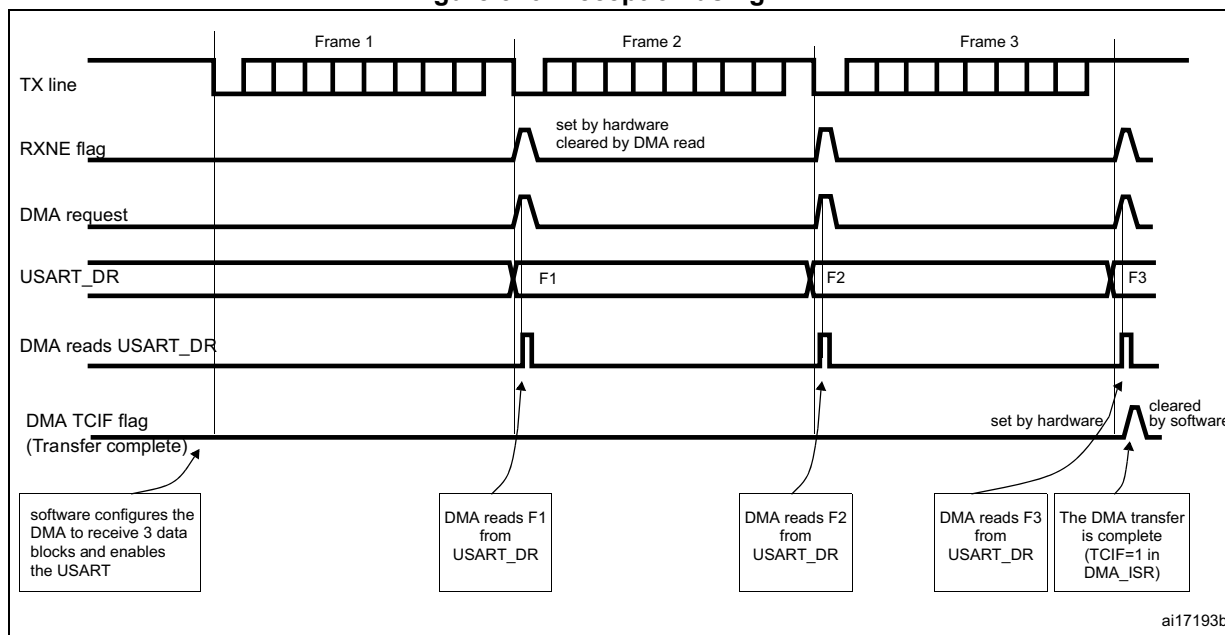 Frame 1 Frame 2 Frame 3
TX line
set by hardware
cleared by DMA read
RXNE flag
DMA request
USART_DR
F1 F2 F3
DMA reads USART_DR
DMA TCIF flag
(Transfer complete)
set by hardware
cleared
by software
software configures the
DMA to receive 3 data
blocks and enables
the USART
DMA reads F1
from
USART_DR
DMA reads F2
from
USART_DR
DMA reads F3
from
USART_DR
The DMA transfer
is complete
(TCIF=1 in
DMA_ISR)
ai17193b